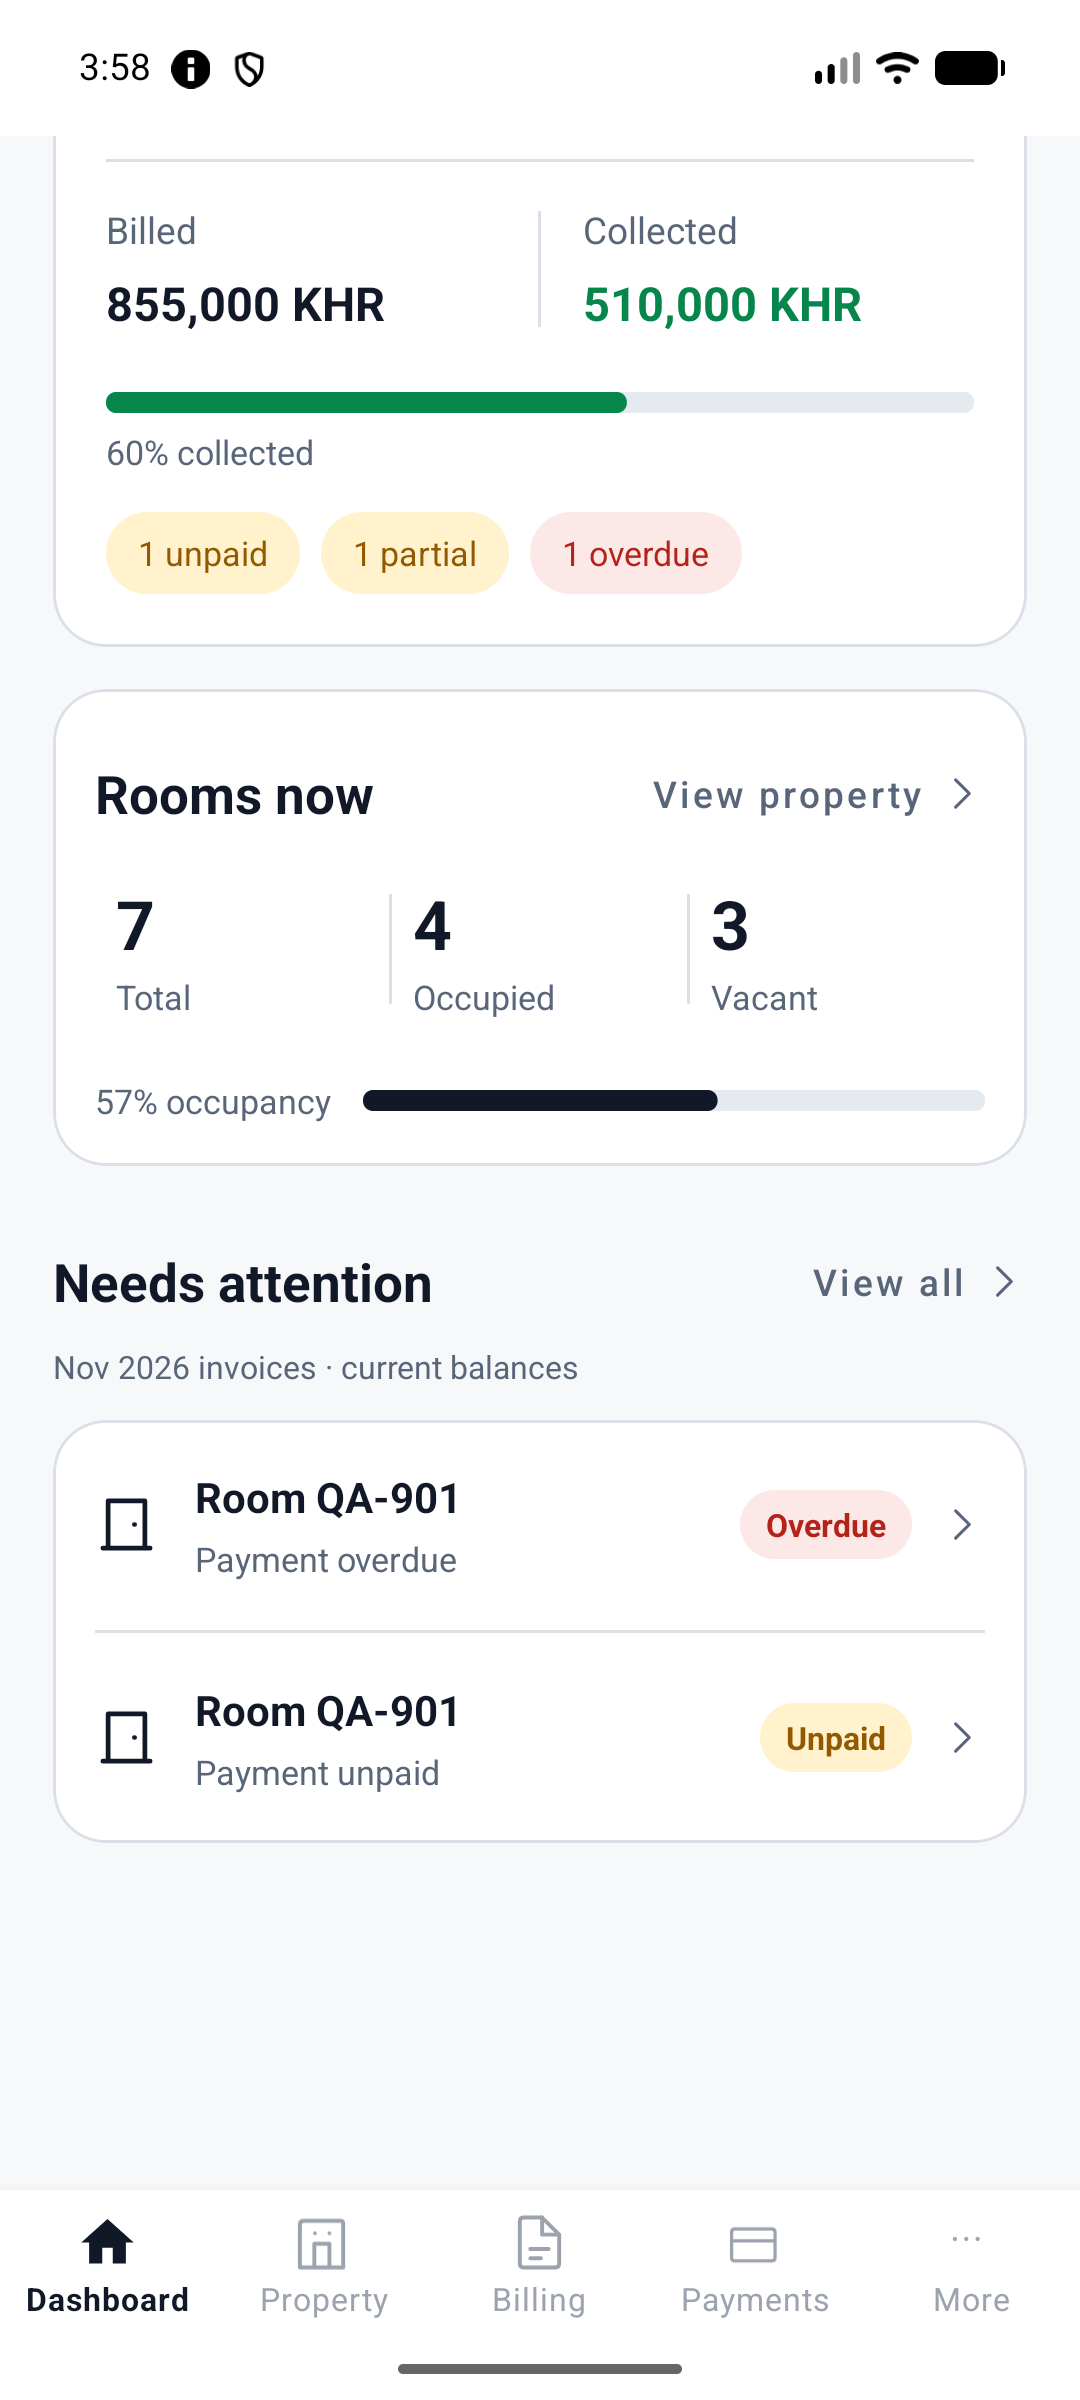 3:58
Billed
Collected
855,000 KHR
510,000 KHR
60% collected
1 unpaid
1 partial
1 overdue
Rooms now
View property
7
4
3
Total
Occupied
Vacant
57% occupancy
Needs attention
View all
Nov 2026 invoices · current balances
Room QA-901
Payment overdue
Overdue
Room QA-901
Payment unpaid
Unpaid
Dashboard
Property
Billing
Payments
More